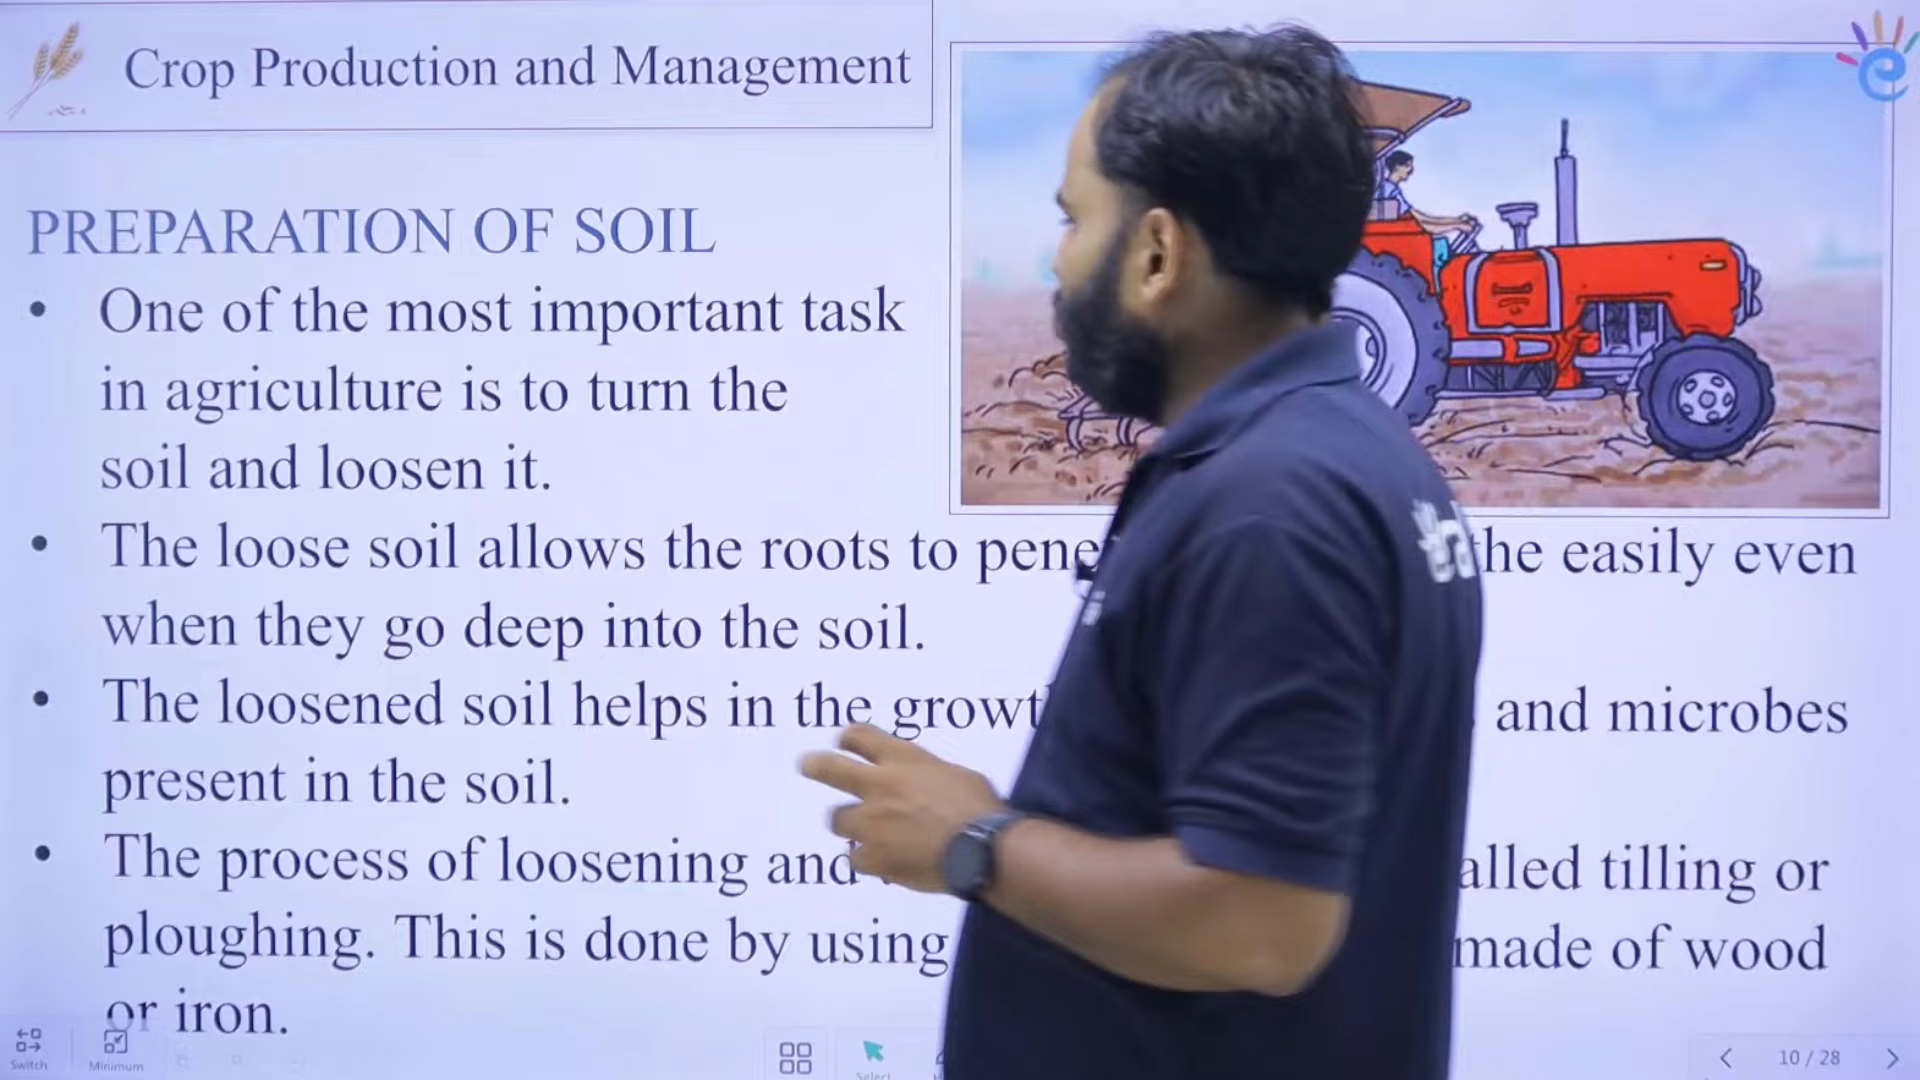 Crop Production and Management
PREPARATION OF SOIL
• One of the most important task
in agriculture is to turn the
soil and loosen it.
• The loose soil allows the roots to the easily even
when they go deep into the soil.
• The loosened soil helps in the and microbes
present in the soil.
• The process of loosening and tilling or
ploughing. This is done by using made of wood
or iron.
Switch
Minimum
Select
10 / 28